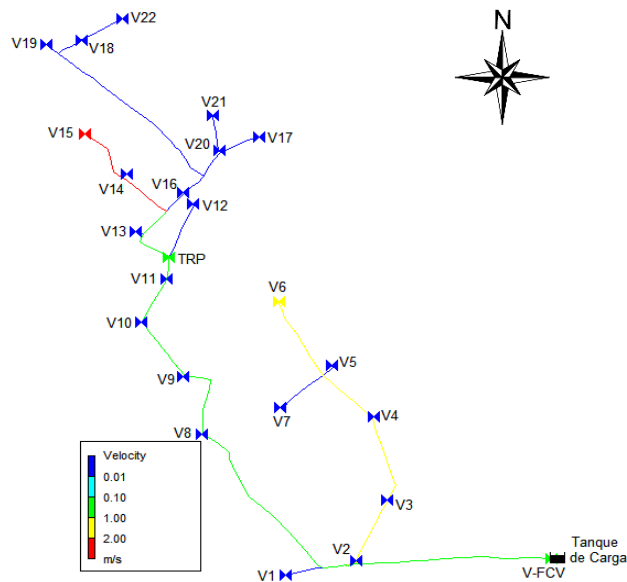 V22
V19
V18
N
V21
V15
V20
V17
V14
V16
V12
V13
TRP
V11
V6
V10
V5
V9
V7
V4
V8
Velocity
0.01
0.10
1.00
2.00
m/s
V3
V2
Tanque
de Carga
V-FCV
V1